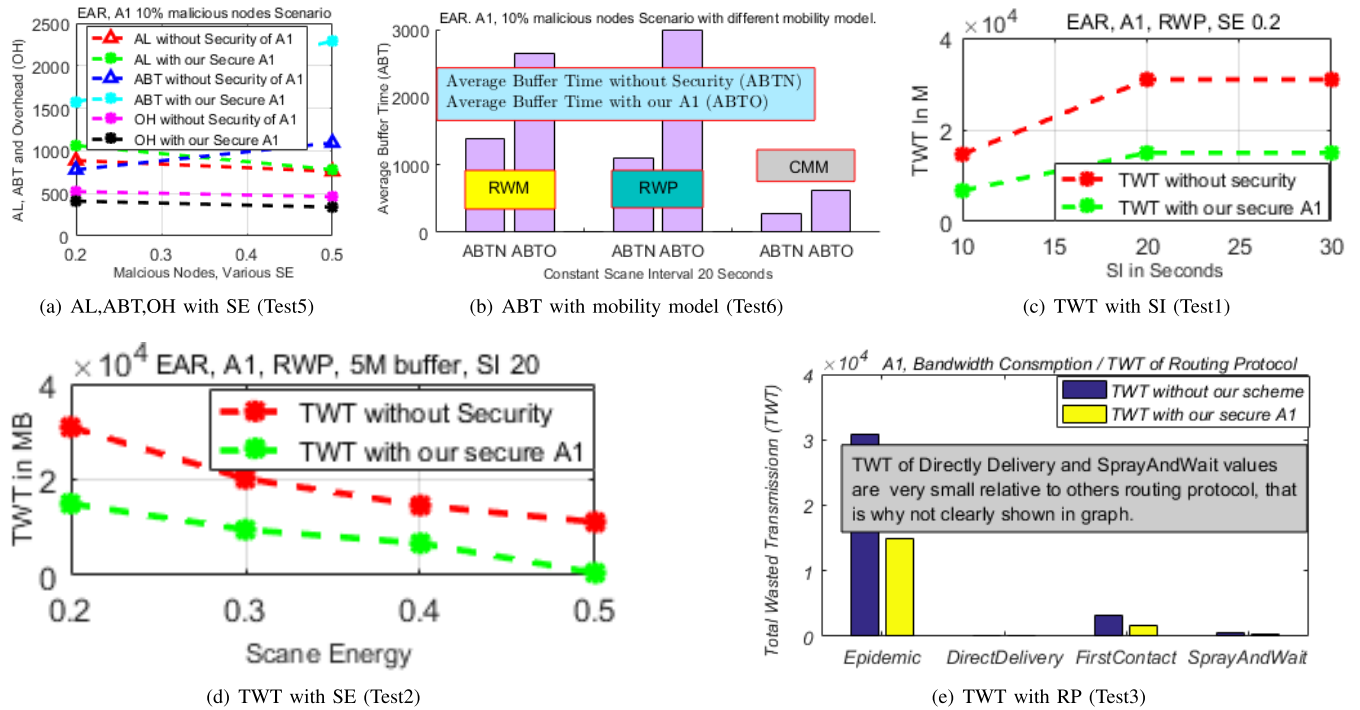 EAR, A1 10% malicious nodes Scenario
AL, ABT and Overhead (OH)
2500
2000
1500
1000
500
0
AL without Security of A1
AL with our Secure A1
ABT without Security of A1
ABT with our Secure A1
OH without Security of A1
OH with our Secure A1
0.2 0.3 0.4 0.5
Malcious Nodes, Various SE
(a) AL,ABT,OH with SE (Test5)
EAR. A1, 10% malicious nodes Scenario with different mobility model.
Average Buffer Time (ABT)
3000
2000
1000
0
Average Buffer Time without Security (ABTN)
Average Buffer Time with our A1 (ABTO)
RWM
RWP
CMM
ABTN ABTO ABTN ABTO ABTN ABTO
Constant Scane Interval 20 Seconds
(b) ABT with mobility model (Test6)
× 10⁴
EAR, A1, RWP, SE 0.2
TWT In M
4
2
0
TWT without security
TWT with our secure A1
10 15 20 25 30
SI in Seconds
(c) TWT with SI (Test1)
× 10⁴ EAR, A1, RWP, 5M buffer, SI 20
TWT in MB
4
2
0
TWT without Security
TWT with our secure A1
0.2 0.3 0.4 0.5
Scane Energy
(d) TWT with SE (Test2)
× 10⁴ A1, Bandwidth Consmption / TWT of Routing Protocol
Total Wasted Transmissionn (TWT)
4
3
2
1
0
TWT without our scheme
TWT with our secure A1
TWT of Directly Delivery and SprayAndWait values
are very small relative to others routing protocol, that
is why not clearly shown in graph.
Epidemic DirectDelivery FirstContact SprayAndWait
(e) TWT with RP (Test3)